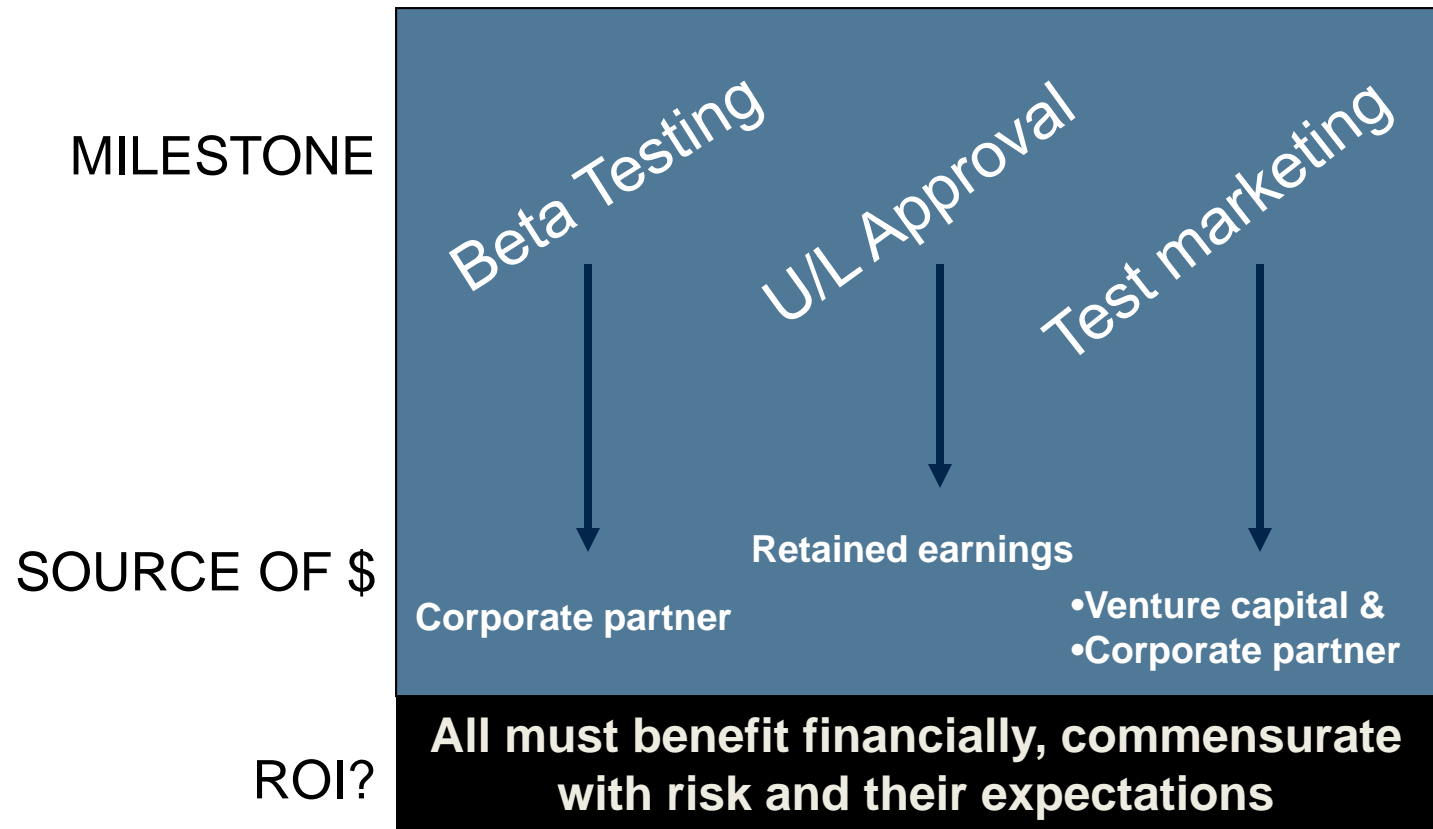 MILESTONE
Beta Testing
U/L Approval
Test marketing
SOURCE OF $
Corporate partner
Retained earnings
•Venture capital &
•Corporate partner
ROI?
All must benefit financially, commensurate
with risk and their expectations